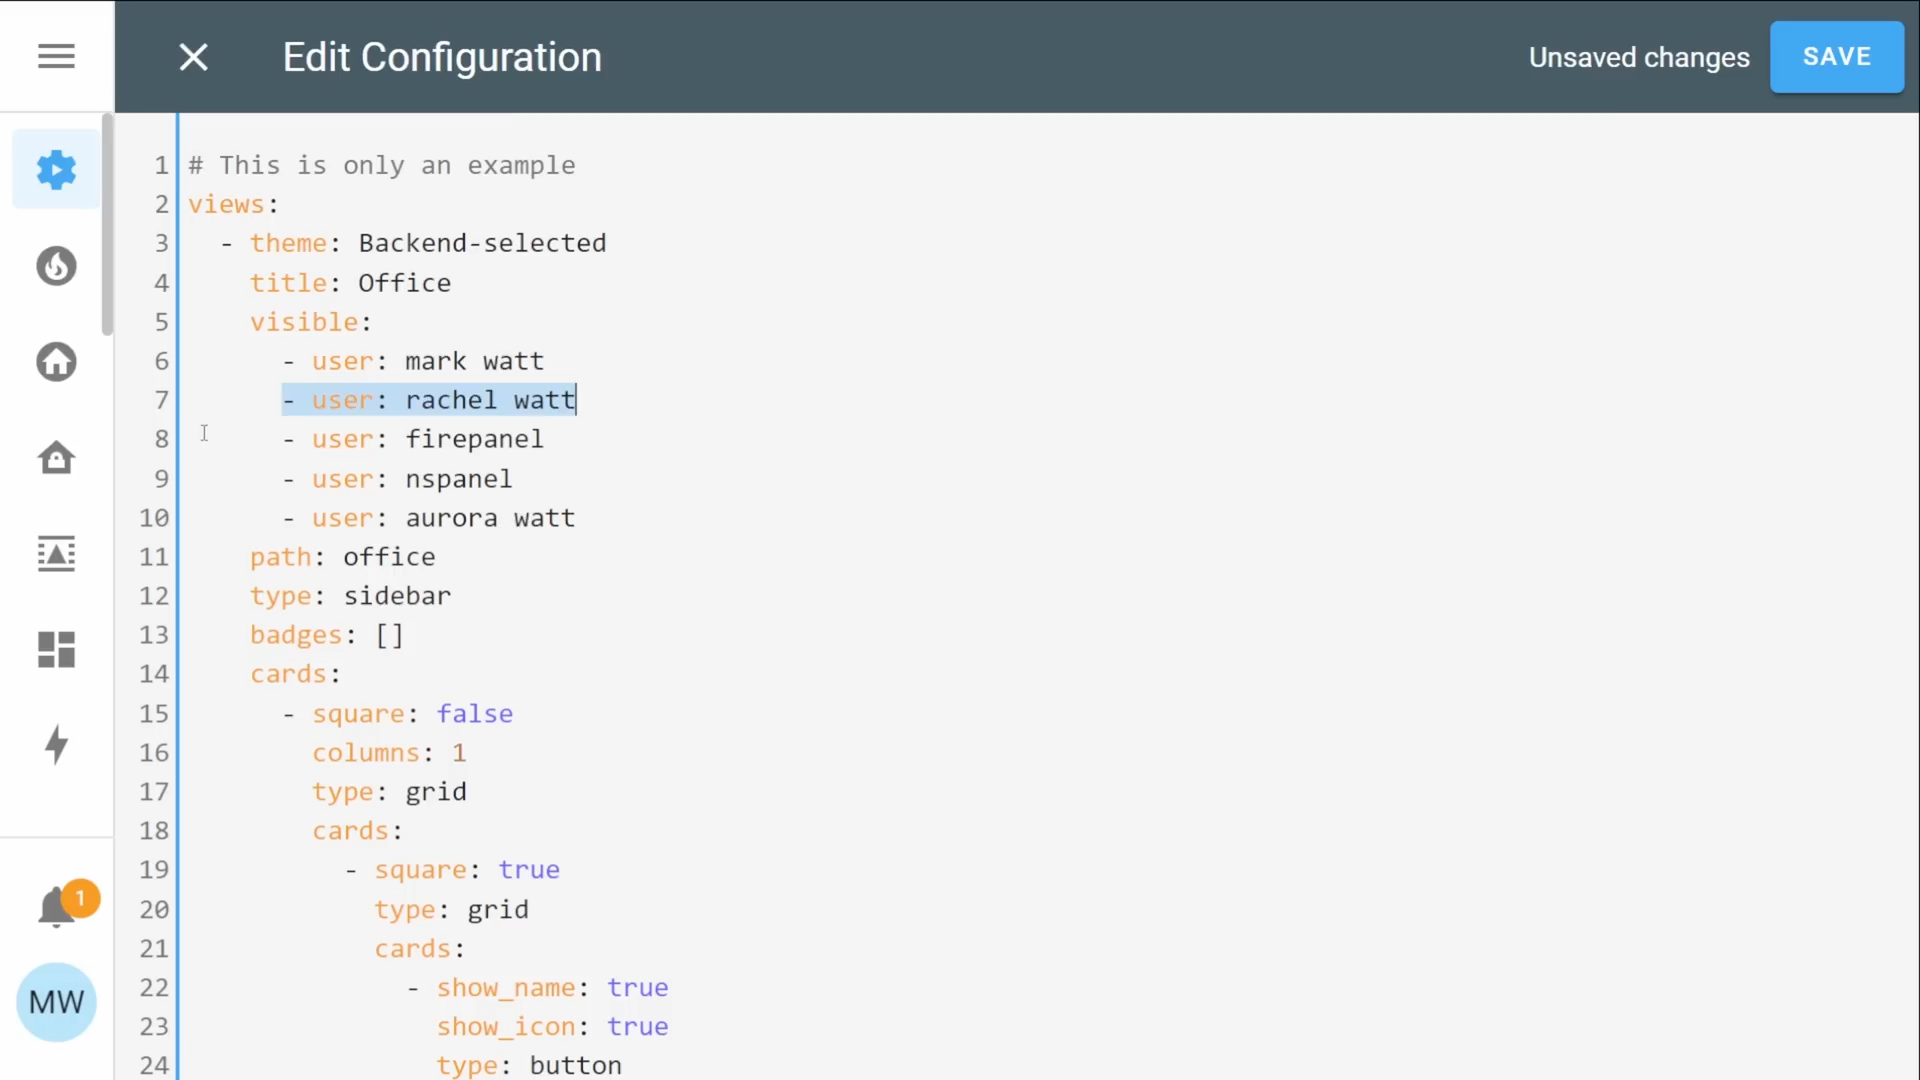 Edit Configuration
Unsaved changes
SAVE
1 # This is only an example
2 views:
3   - theme: Backend-selected
4     title: Office
5     visible:
6       - user: mark watt
7       - user: rachel watt
8       - user: firepanel
9       - user: nspanel
10       - user: aurora watt
11     path: office
12     type: sidebar
13     badges: []
14     cards:
15       - square: false
16         columns: 1
17         type: grid
18         cards:
19           - square: true
20             type: grid
21             cards:
22               - show_name: true
23                 show_icon: true
24                 type: button
1
MW